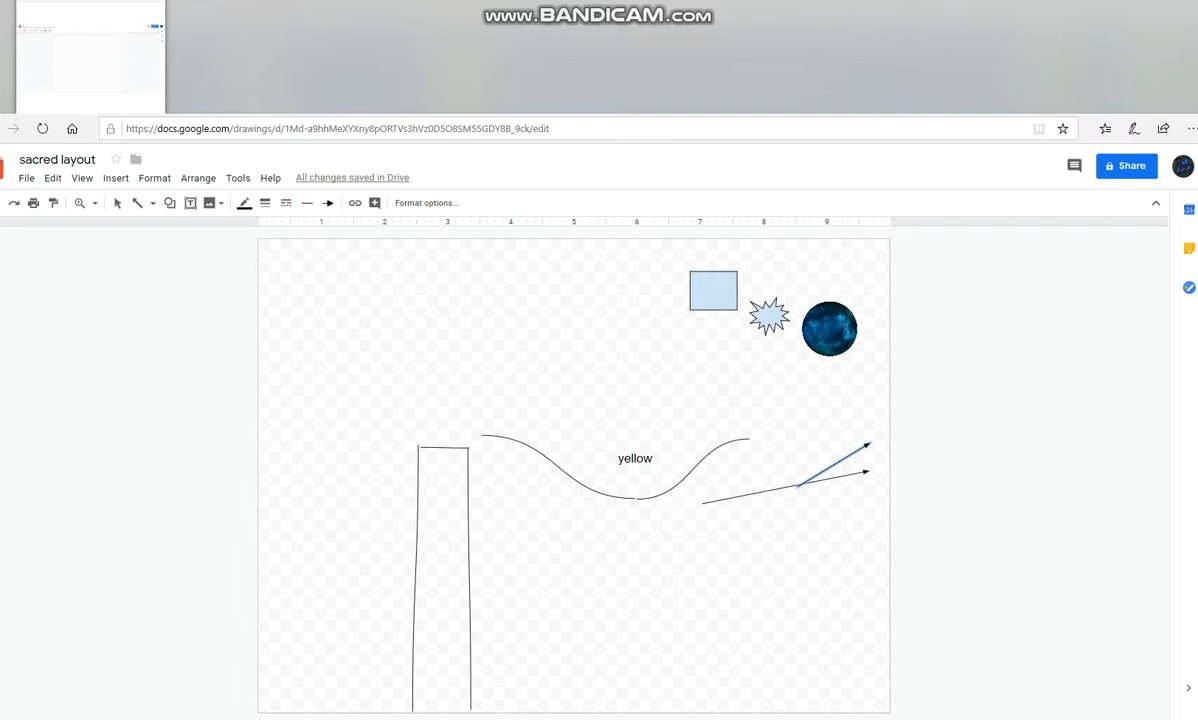 www.BANDICAM.com
https://docs.google.com/drawings/d/1Md-a9hhMeXYXny8pORTVs3hVz0D5O8SM55GDY8B_9ck/edit
sacred layout
File Edit View Insert Format Arrange Tools Help All changes saved in Drive
Share
Format options...
1 2 3 4 5 6 7 8 9
31
yellow